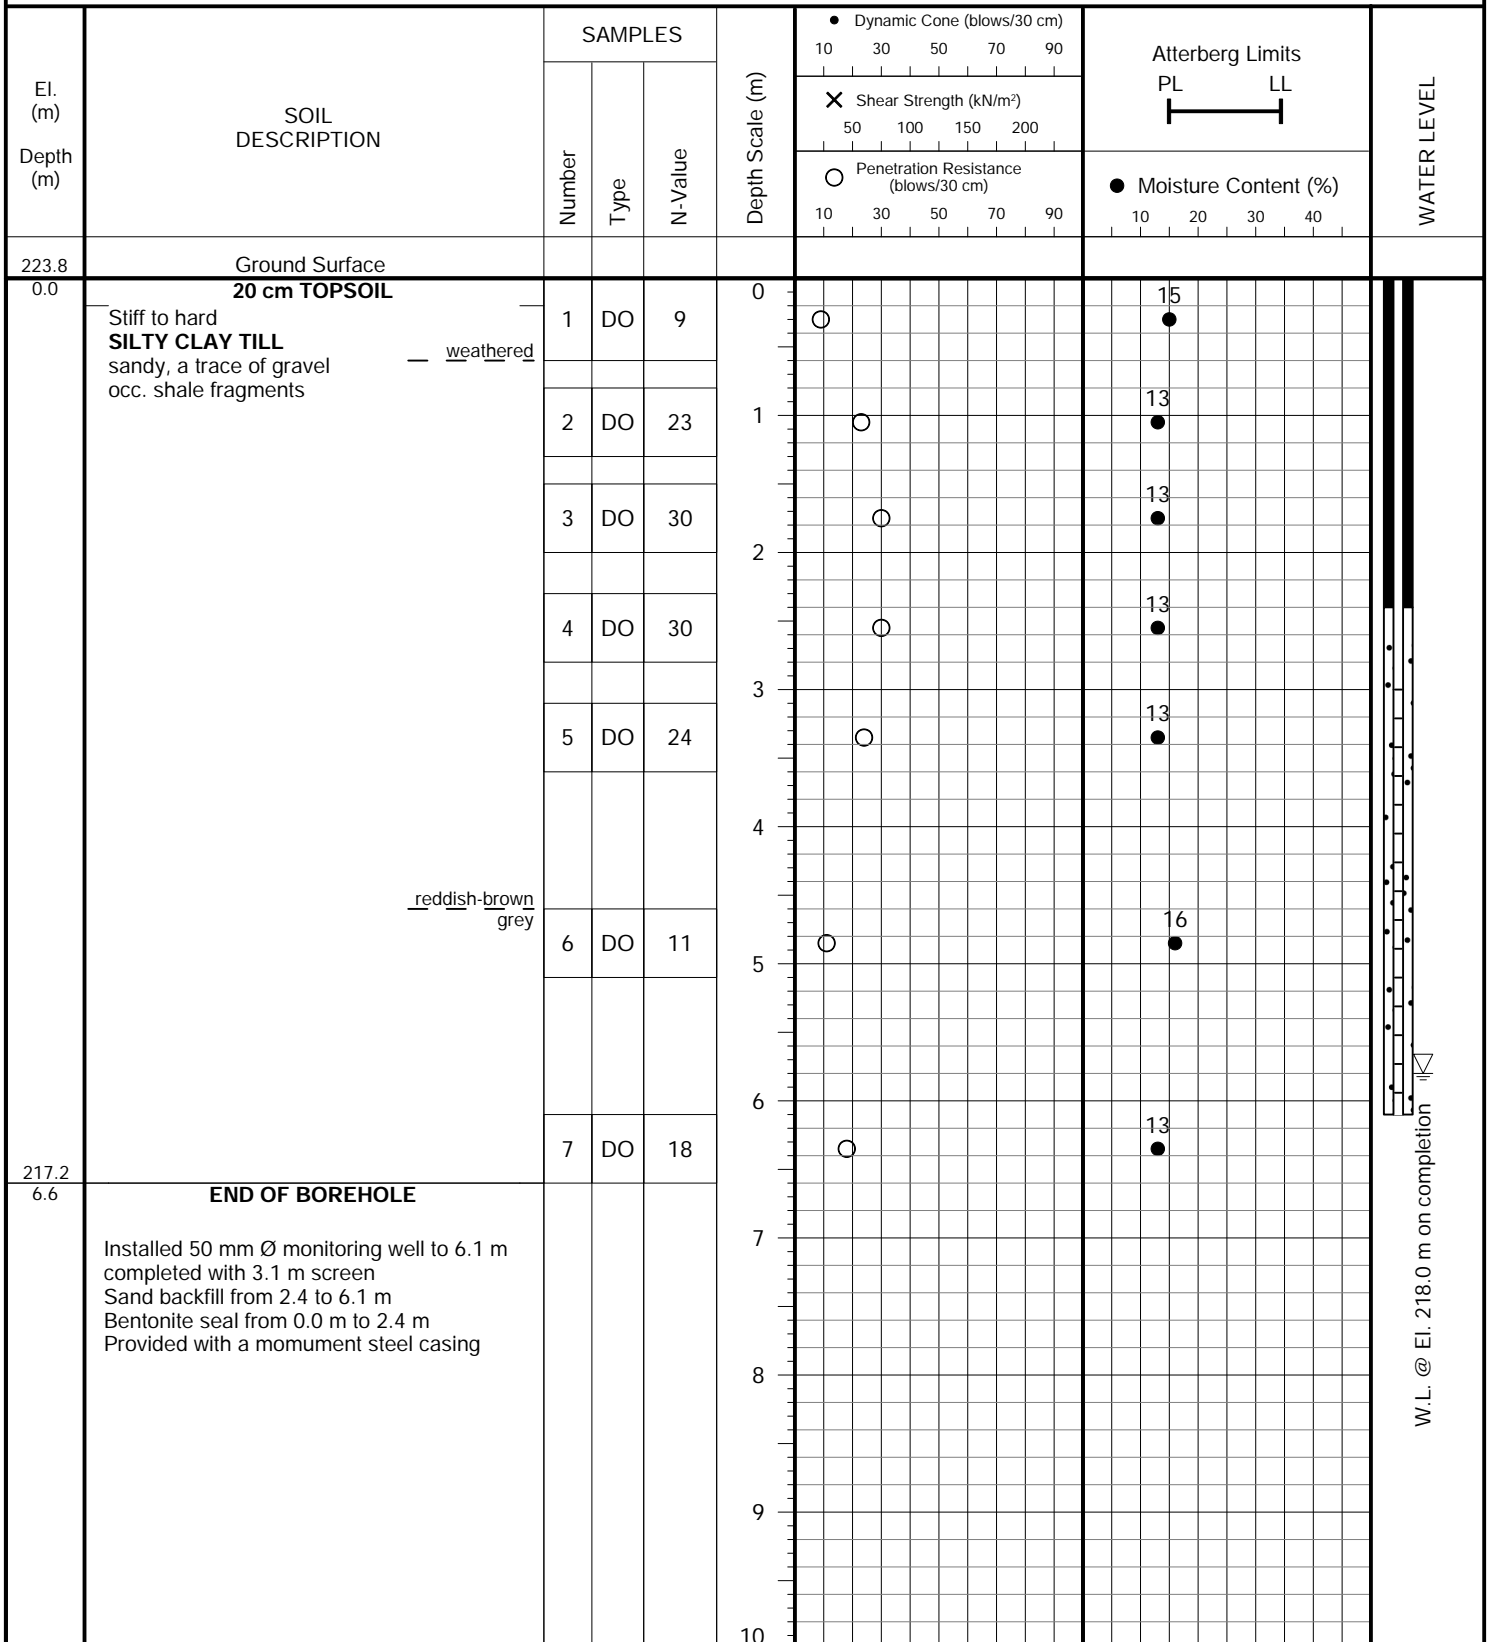 El.
(m)
Depth
(m)
SOIL
DESCRIPTION
SAMPLES
Number
Type
N-Value
Depth Scale (m)
Dynamic Cone (blows/30 cm)
10 30 50 70 90
Shear Strength (kN/m²)
50 100 150 200
Penetration Resistance
(blows/30 cm)
10 30 50 70 90
Atterberg Limits
PL LL
Moisture Content (%)
10 20 30 40
WATER LEVEL
223.8 Ground Surface
0.0 20 cm TOPSOIL
Stiff to hard
SILTY CLAY TILL
sandy, a trace of gravel
occ. shale fragments
weathered
reddish-brown
grey
1 DO 9
2 DO 23
3 DO 30
4 DO 30
5 DO 24
6 DO 11
7 DO 18
0
1
2
3
4
5
6
7
8
9
10
15
13
13
13
13
16
13
217.2
6.6
END OF BOREHOLE
Installed 50 mm Ø monitoring well to 6.1 m
completed with 3.1 m screen
Sand backfill from 2.4 to 6.1 m
Bentonite seal from 0.0 m to 2.4 m
Provided with a momument steel casing
W.L. @ El. 218.0 m on completion